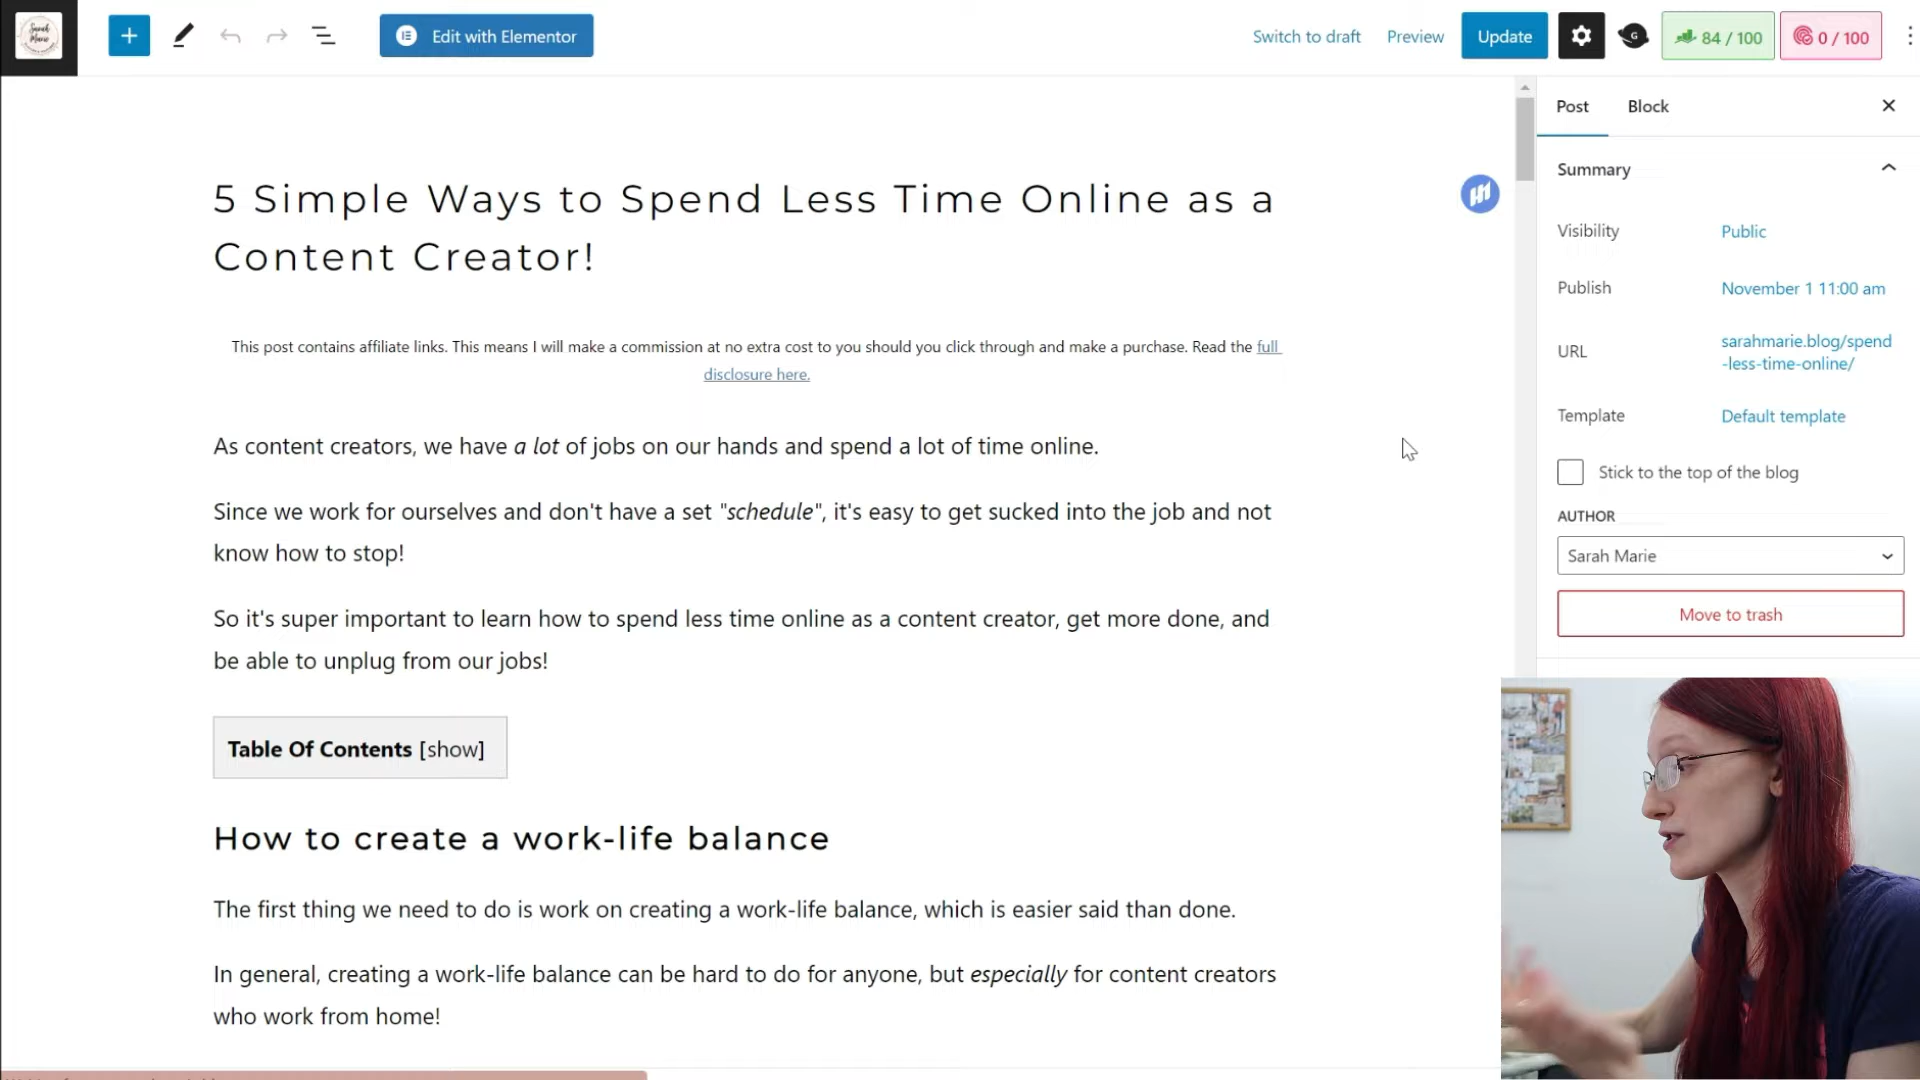 Sarah Marie
Edit with Elementor
Switch to draft
Preview
Update
G
84 / 100
0 / 100
Post
Block
5 Simple Ways to Spend Less Time Online as a
Content Creator!
This post contains affiliate links. This means I will make a commission at no extra cost to you should you click through and make a purchase. Read the full
disclosure here.
As content creators, we have a lot of jobs on our hands and spend a lot of time online.
Since we work for ourselves and don't have a set "schedule", it's easy to get sucked into the job and not
know how to stop!
So it's super important to learn how to spend less time online as a content creator, get more done, and
be able to unplug from our jobs!
Table Of Contents [show]
How to create a work-life balance
The first thing we need to do is work on creating a work-life balance, which is easier said than done.
In general, creating a work-life balance can be hard to do for anyone, but especially for content creators
who work from home!
Summary
Visibility
Public
Publish
November 1 11:00 am
URL
sarahmarie.blog/spend
-less-time-online/
Template
Default template
Stick to the top of the blog
AUTHOR
Sarah Marie
Move to trash